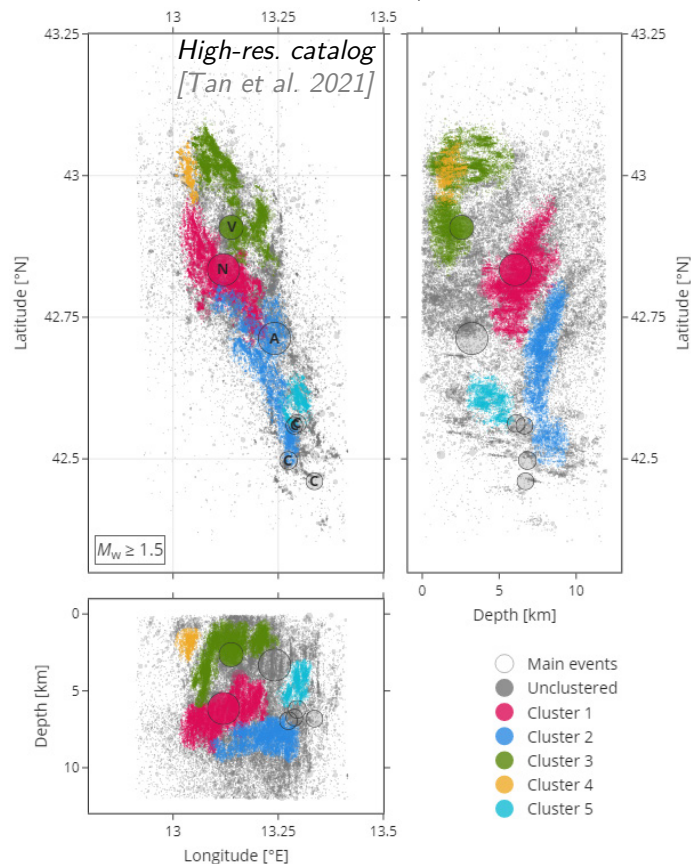 13
13.25
13.5
43.25
43.25
High-res. catalog
[Tan et al. 2021]
43
43
V
N
42.75
42.75
A
Latitude [°N]
Latitude [°N]
C
42.5
42.5
C
C
Mw ≥ 1.5
0
5
10
Depth [km]
0
5
10
Depth [km]
13
13.25
13.5
Longitude [°E]
Main events
Unclustered
Cluster 1
Cluster 2
Cluster 3
Cluster 4
Cluster 5